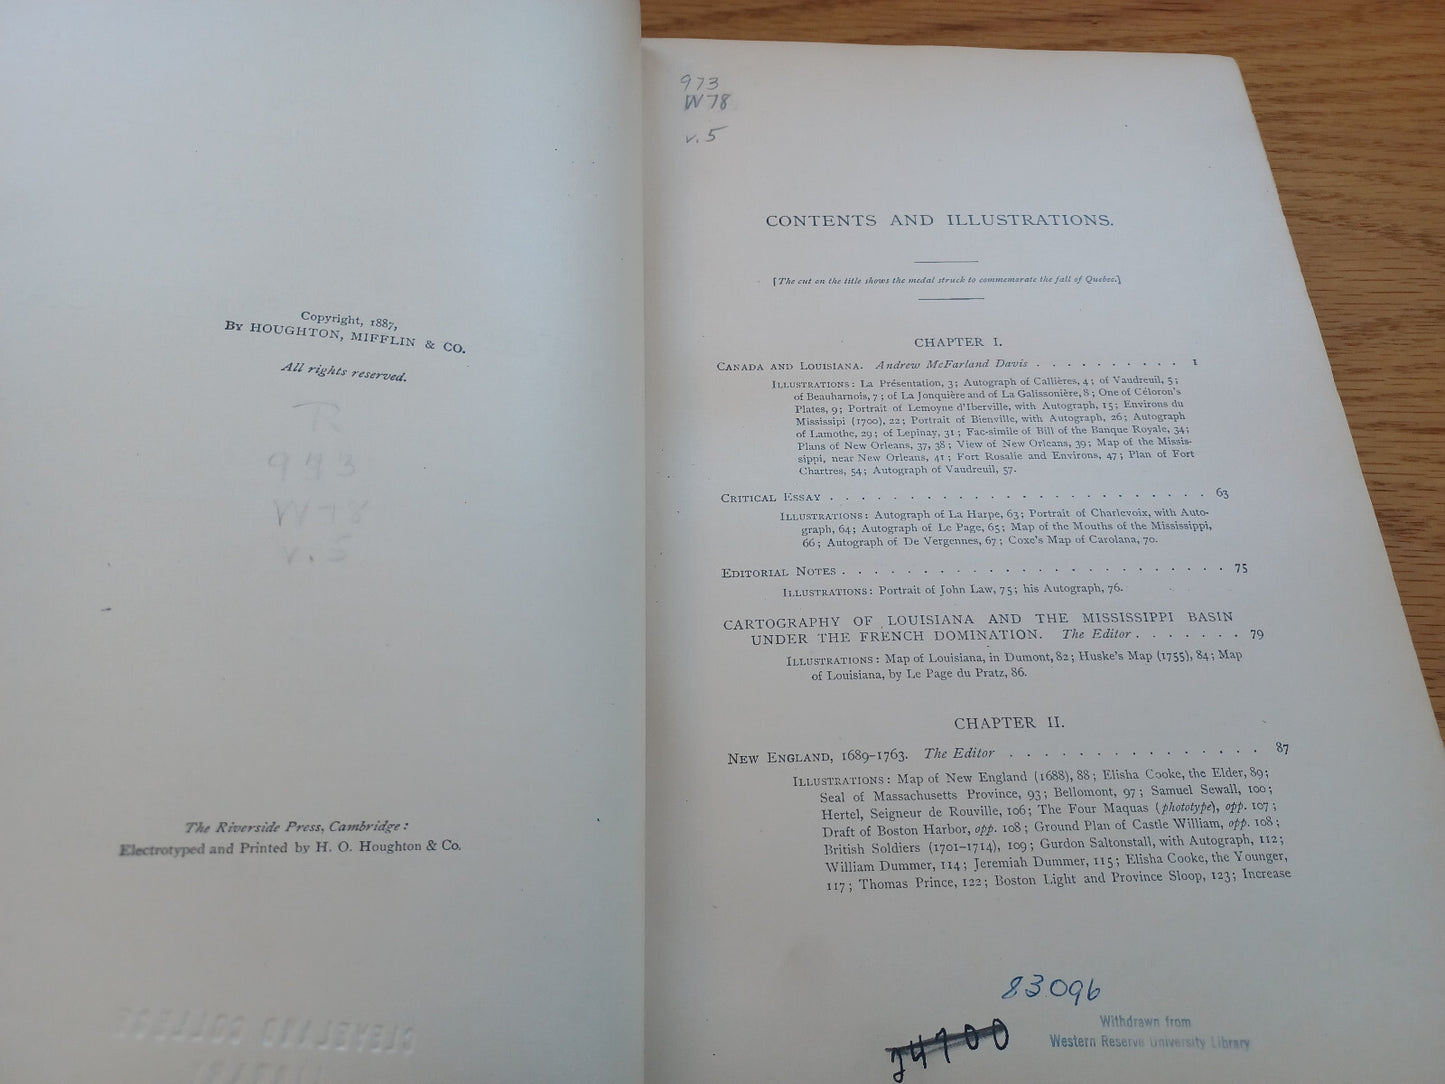 Copyright, 1887,
By HOUGHTON, MIFFLIN & CO.
All rights reserved.
T
973
W78
v. 5
The Riverside Press, Cambridge:
Electrotyped and Printed by H. O. Houghton & Co.
CLEVELAND COLLEGE
LIBRARY
973
W78
v. 5
CONTENTS AND ILLUSTRATIONS.
[The cut on the title shows the medal struck to commemorate the fall of Quebec.]
CHAPTER I.
Canada and Louisiana. Andrew McFarland Davis . . . . . . . . . . 1
Illustrations: La Présentation, 3; Autograph of Callières, 4; of Vaudreuil, 5;
of Beauharnois, 7; of La Jonquière and of La Galissonière, 8; One of Céloron's
Plates, 9; Portrait of Lemoyne d'Iberville, with Autograph, 15; Environs du
Mississipi (1700), 22; Portrait of Bienville, with Autograph, 26; Autograph
of Lamothe, 29; of Lepinay, 31; Fac-simile of Bill of the Banque Royale, 34;
Plans of New Orleans, 37, 38; View of New Orleans, 39; Map of the Missis-
sippi, near New Orleans, 41; Fort Rosalie and Environs, 47; Plan of Fort
Chartres, 54; Autograph of Vaudreuil, 57.
Critical Essay . . . . . . . . . . . . . . . . . . . . . . . . 63
Illustrations: Autograph of La Harpe, 63; Portrait of Charlevoix, with Auto-
graph, 64; Autograph of Le Page, 65; Map of the Mouths of the Mississippi,
66; Autograph of De Vergennes, 67; Coxe's Map of Carolana, 70.
Editorial Notes . . . . . . . . . . . . . . . . . . . . . . . . 75
Illustrations: Portrait of John Law, 75; his Autograph, 76.
CARTOGRAPHY OF LOUISIANA AND THE MISSISSIPPI BASIN
UNDER THE FRENCH DOMINATION. The Editor . . . . . . . 79
Illustrations: Map of Louisiana, in Dumont, 82; Huske's Map (1755), 84; Map
of Louisiana, by Le Page du Pratz, 86.
CHAPTER II.
New England, 1689-1763. The Editor . . . . . . . . . . . . . . . 87
Illustrations: Map of New England (1688), 88; Elisha Cooke, the Elder, 89;
Seal of Massachusetts Province, 93; Bellomont, 97; Samuel Sewall, 100;
Hertel, Seigneur de Rouville, 106; The Four Maquas (phototype), opp. 107;
Draft of Boston Harbor, opp. 108; Ground Plan of Castle William, opp. 108;
British Soldiers (1701-1714), 109; Gurdon Saltonstall, with Autograph, 112;
William Dummer, 114; Jeremiah Dummer, 115; Elisha Cooke, the Younger,
117; Thomas Prince, 122; Boston Light and Province Sloop, 123; Increase
83096
Withdrawn from
Western Reserve University Library